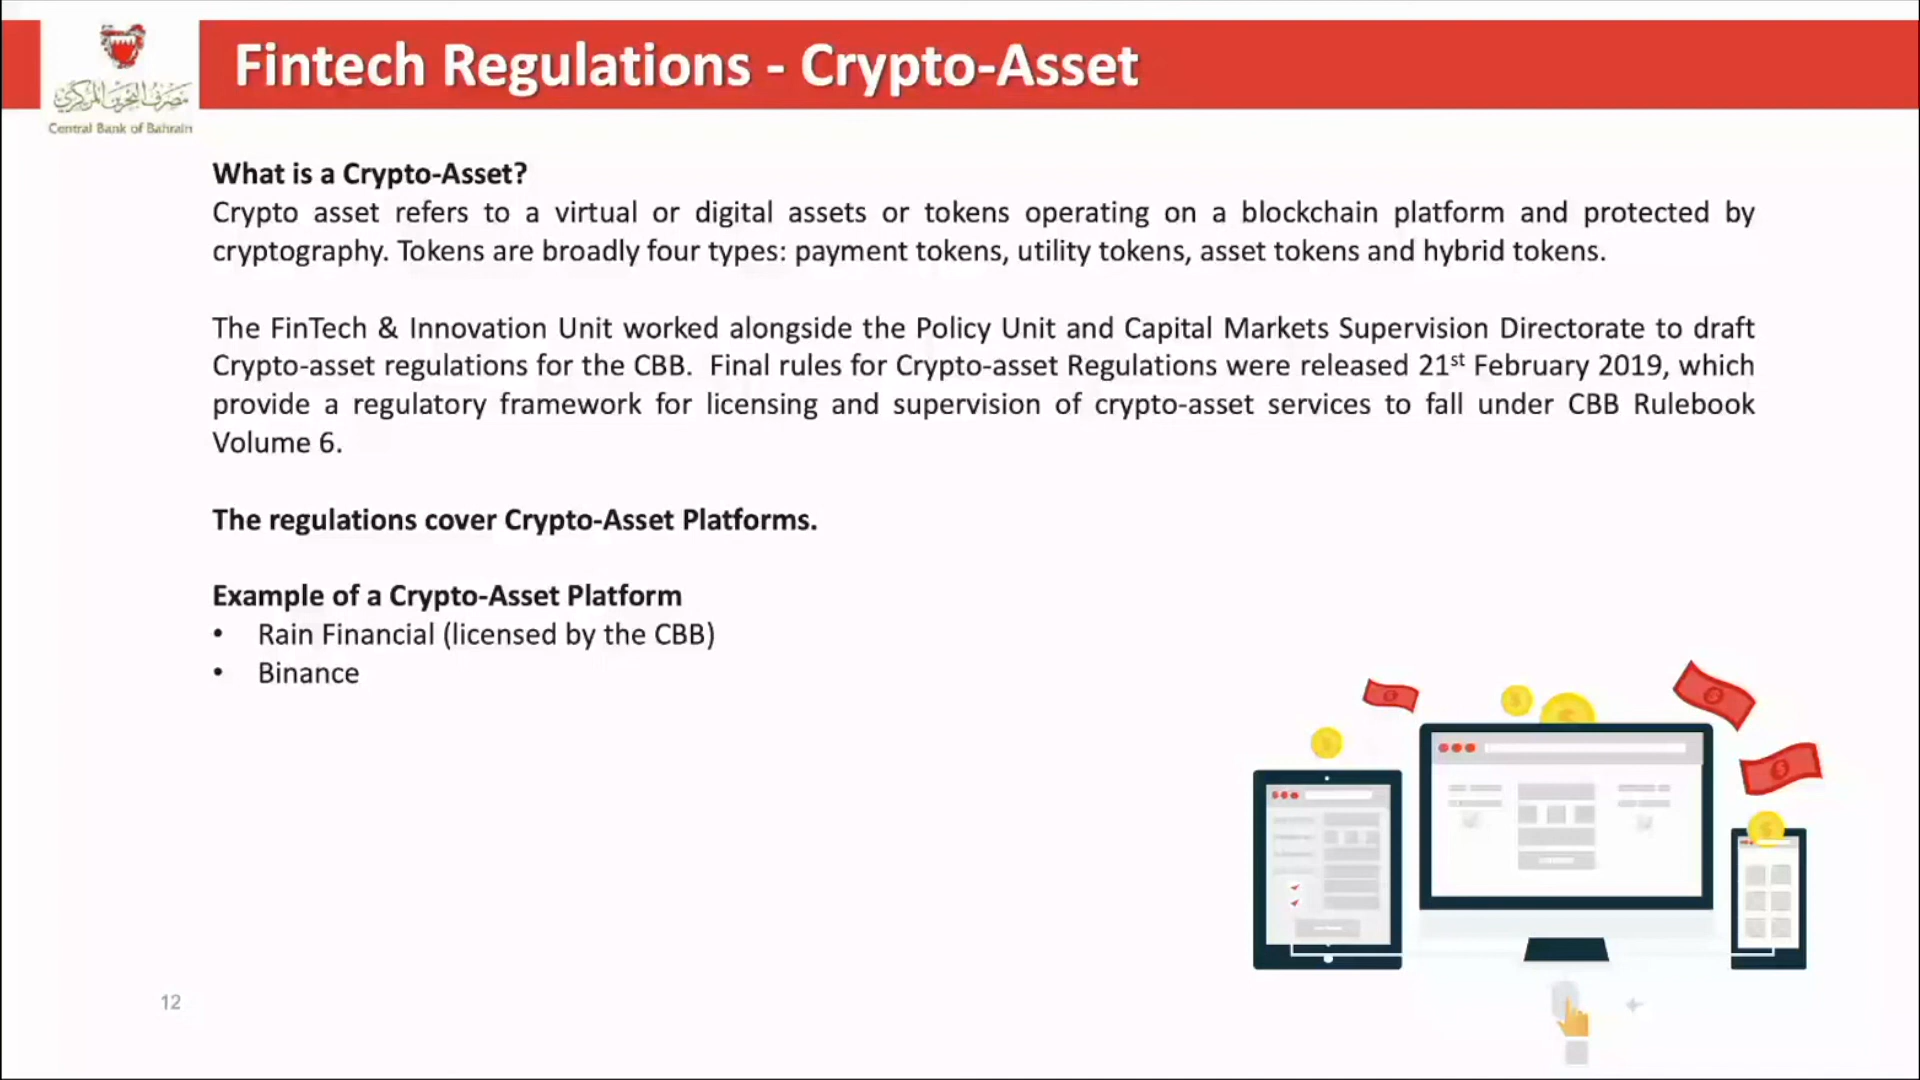 Fintech Regulations - Crypto-Asset
مصرف البحرين المركزي
Central Bank of Bahrain
What is a Crypto-Asset?
Crypto asset refers to a virtual or digital assets or tokens operating on a blockchain platform and protected by
cryptography. Tokens are broadly four types: payment tokens, utility tokens, asset tokens and hybrid tokens.
The FinTech & Innovation Unit worked alongside the Policy Unit and Capital Markets Supervision Directorate to draft
Crypto-asset regulations for the CBB. Final rules for Crypto-asset Regulations were released 21st February 2019, which
provide a regulatory framework for licensing and supervision of crypto-asset services to fall under CBB Rulebook
Volume 6.
The regulations cover Crypto-Asset Platforms.
Example of a Crypto-Asset Platform
• Rain Financial (licensed by the CBB)
• Binance
12